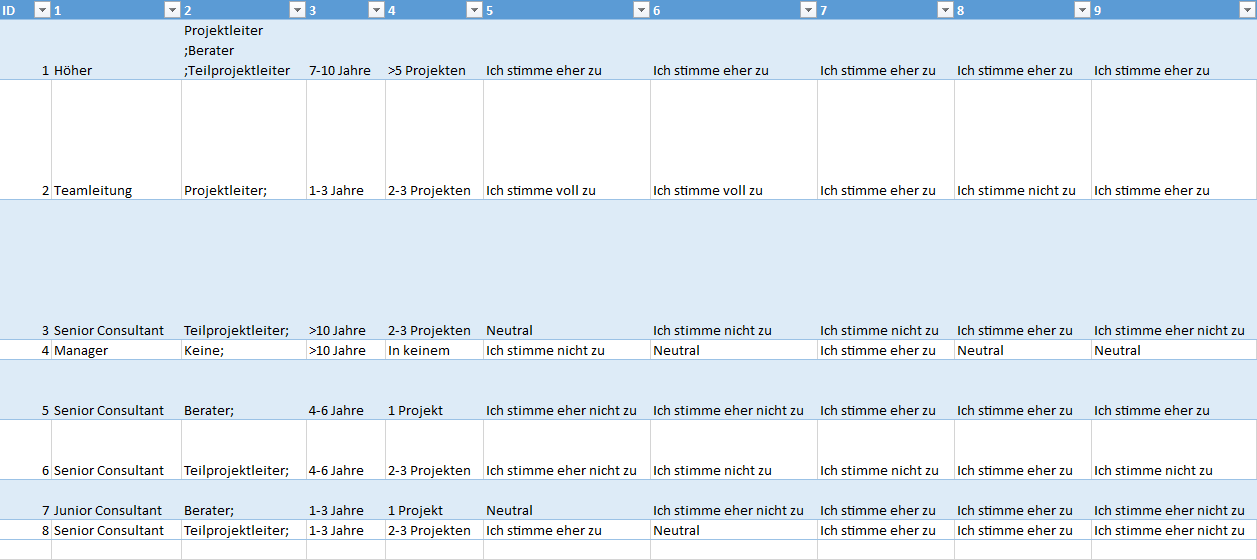 ID 1 2 3 4 5 6 7 8 9
Projektleiter
;Berater
1 Höher ;Teilprojektleiter 7-10 Jahre >5 Projekten Ich stimme eher zu Ich stimme eher zu Ich stimme eher zu Ich stimme eher zu Ich stimme eher zu
2 Teamleitung Projektleiter; 1-3 Jahre 2-3 Projekten Ich stimme voll zu Ich stimme voll zu Ich stimme eher zu Ich stimme nicht zu Ich stimme eher zu
3 Senior Consultant Teilprojektleiter; >10 Jahre 2-3 Projekten Neutral Ich stimme nicht zu Ich stimme nicht zu Ich stimme eher zu Ich stimme eher nicht zu
4 Manager Keine; >10 Jahre In keinem Ich stimme nicht zu Neutral Ich stimme eher zu Neutral Neutral
5 Senior Consultant Berater; 4-6 Jahre 1 Projekt Ich stimme eher nicht zu Ich stimme eher nicht zu Ich stimme eher zu Ich stimme eher zu Ich stimme eher zu
6 Senior Consultant Teilprojektleiter; 4-6 Jahre 2-3 Projekten Ich stimme eher nicht zu Ich stimme nicht zu Ich stimme nicht zu Ich stimme eher zu Ich stimme nicht zu
7 Junior Consultant Berater; 1-3 Jahre 1 Projekt Neutral Ich stimme eher nicht zu Ich stimme eher zu Ich stimme eher zu Ich stimme eher nicht zu
8 Senior Consultant Teilprojektleiter; 1-3 Jahre 2-3 Projekten Ich stimme eher zu Neutral Ich stimme eher zu Ich stimme eher zu Ich stimme eher nicht zu